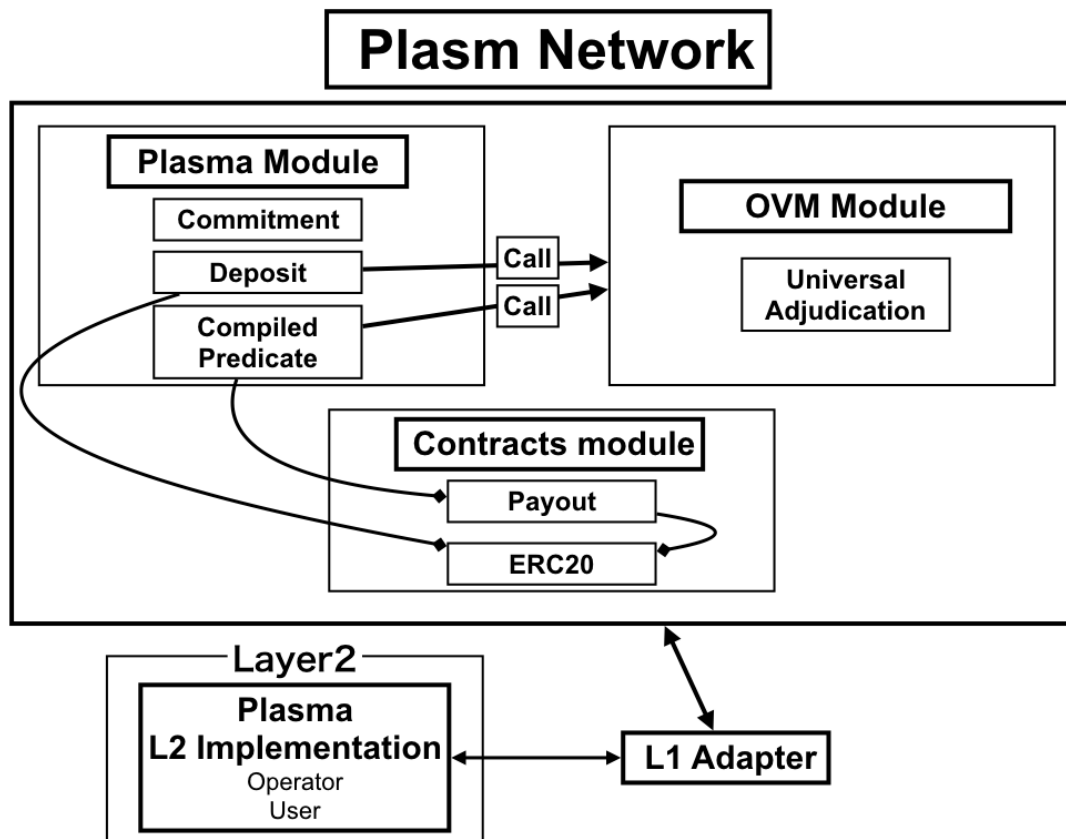 Plasm Network
Plasma Module
Commitment
Deposit
Compiled
Predicate
Call
Call
OVM Module
Universal
Adjudication
Contracts module
Payout
ERC20
Layer2
Plasma
L2 Implementation
Operator
User
L1 Adapter